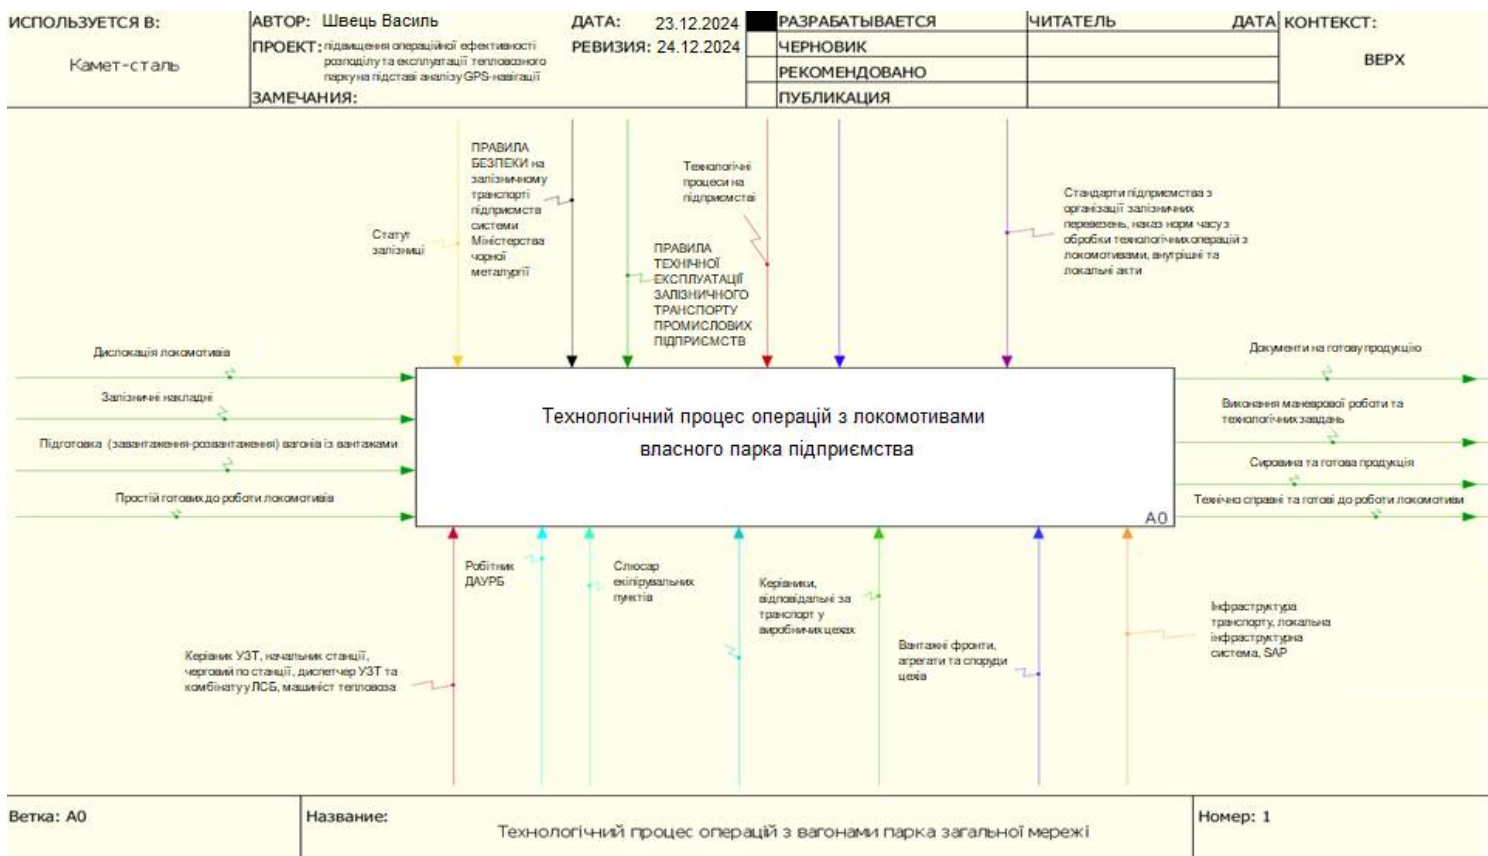 ИСПОЛЬЗУЕТСЯ В:
Камет-сталь
АВТОР: Швець Василь
ДАТА: 23.12.2024
ПРОЕКТ: підвищення операційної ефективності
розподілу та експлуатації тепловозного
парку на підставі аналізу GPS-навігації
РЕВИЗИЯ: 24.12.2024
ЗАМЕЧАНИЯ:
РАЗРАБАТЫВАЕТСЯ
ЧЕРНОВИК
РЕКОМЕНДОВАНО
ПУБЛИКАЦИЯ
ЧИТАТЕЛЬ
ДАТА
КОНТЕКСТ:
ВЕРХ
Статут
залізниці
ПРАВИЛА
БЕЗПЕКИ на
залізничному
транспорті
підприємств
системи
Міністерства
чорної
металургії
ПРАВИЛА
ТЕХНІЧНОЇ
ЕКСПЛУАТАЦІЇ
ЗАЛІЗНИЧНОГО
ТРАНСПОРТУ
ПРОМИСЛОВИХ
ПІДПРИЄМСТВ
Технологічні
процеси на
підприємстві
Стандарти підприємства з
організації залізничних
перевезень, наказ норм часу з
обробки технологічних операцій з
локомотивами, внутрішні та
локальні акти
Дислокація локомотивів
Залізничні накладні
Підготовка (завантаження-розвантаження) вагонів із вантажами
Простій готових до роботи локомотивів
Технологічний процес операцій з локомотивами
власного парка підприємства
A0
Документи на готову продукцію
Виконання маневрової роботи та
технологічних завдань
Сировина та готова продукція
Технічно справні та готові до роботи локомотиви
Керівник УЗТ, начальник станції,
черговий по станції, диспетчер УЗТ та
комбінату у ЛСБ, машиніст тепловоза
Робітник
ДАУРБ
Слюсар
екіпірувальних
пунктів
Керівники,
відповідальні за
транспорт у
виробничих цехах
Вантажні фронти,
агрегати та споруди
цехів
Інфраструктура
транспорту, локальна
інфраструктурна
система, SAP
Ветка: A0
Название:
Технологічний процес операцій з вагонами парка загальної мережі
Номер: 1